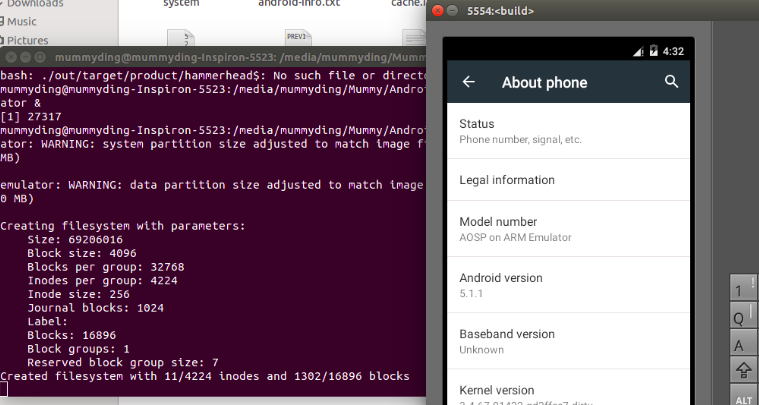 system
android-info.txt
Downloads
Music
Pictures
PREV
mummyding@mummyding-Inspiron-5523: /media/mummyding/Mummy
bash: ./out/target/product/hammerhead$: No such file or
mummyding@mummyding-Inspiron-5523:/media/mummyding/Mummy/
ator &
[1] 27317
mummyding@mummyding-Inspiron-5523:/media/mummyding/Mummy/
ator: WARNING: system partition size adjusted to match image
MB)
emulator: WARNING: data partition size adjusted to match image
0 MB)
Creating filesystem with parameters:
Size: 69206016
Block size: 4096
Blocks per group: 32768
Inodes per group: 4224
Inode size: 256
Journal blocks: 1024
Label:
Blocks: 16896
Block groups: 1
Reserved block group size: 7
Created filesystem with 11/4224 inodes and 1302/16896 blocks
5554:<build>
4:32
About phone
Status
Phone number, signal, etc.
Legal information
Model number
AOSP on ARM Emulator
Android version
5.1.1
Baseband version
Unknown
Kernel version
1 !
Q |
A
ALT